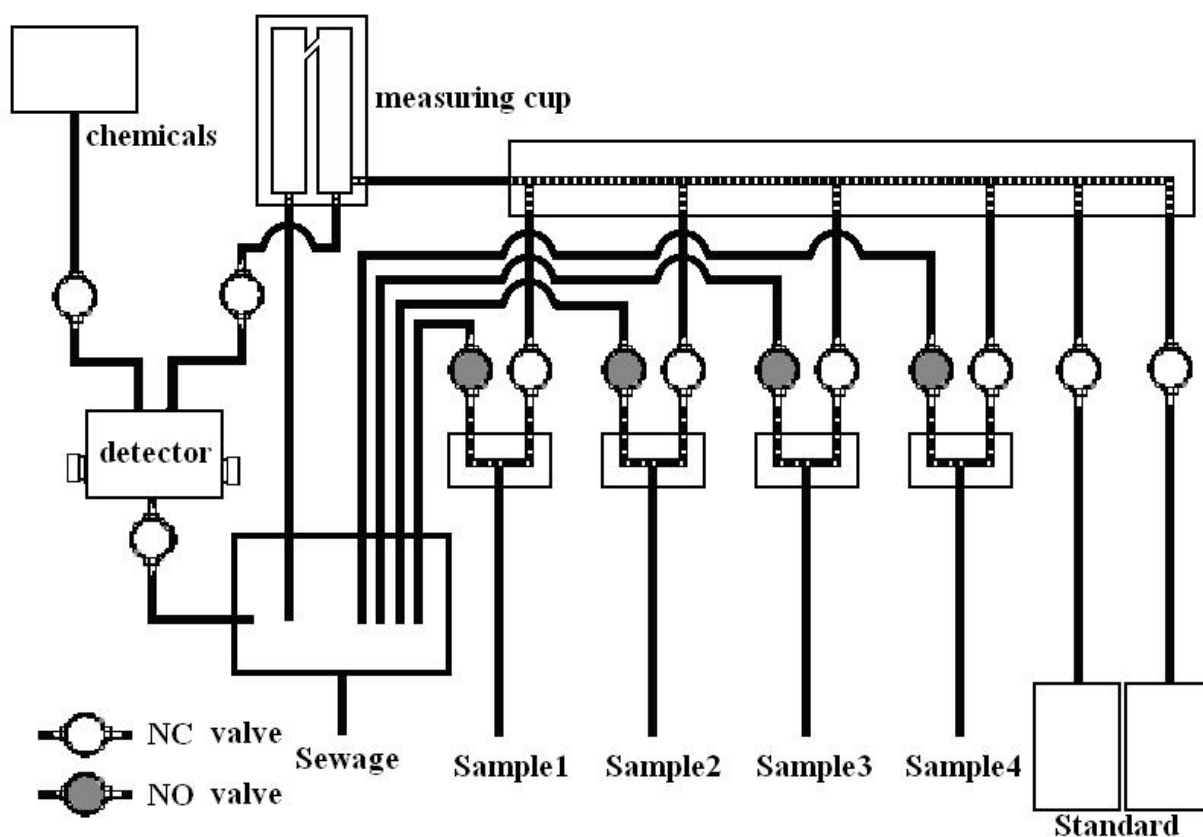 measuring cup
chemicals
detector
NC valve
NO valve
Sewage
Sample1
Sample2
Sample3
Sample4
Standard